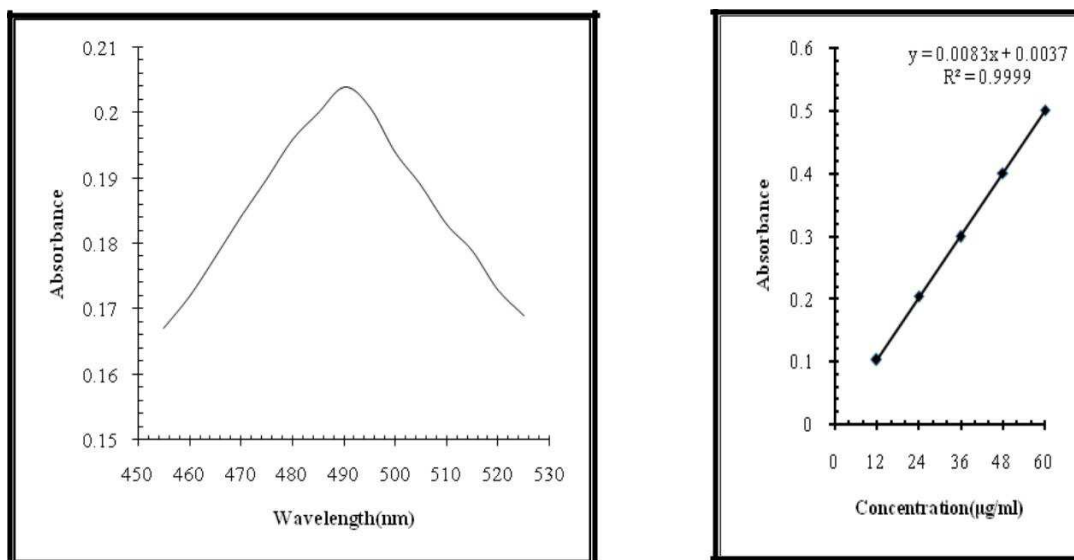 0.21
0.2
0.19
0.18
0.17
0.16
0.15
Absorbance
450 460 470 480 490 500 510 520 530
Wavelength(nm)
0.6
0.5
0.4
0.3
0.2
0.1
0
Absorbance
y = 0.0083x + 0.0037
R² = 0.9999
0 12 24 36 48 60
Concentration(µg/ml)